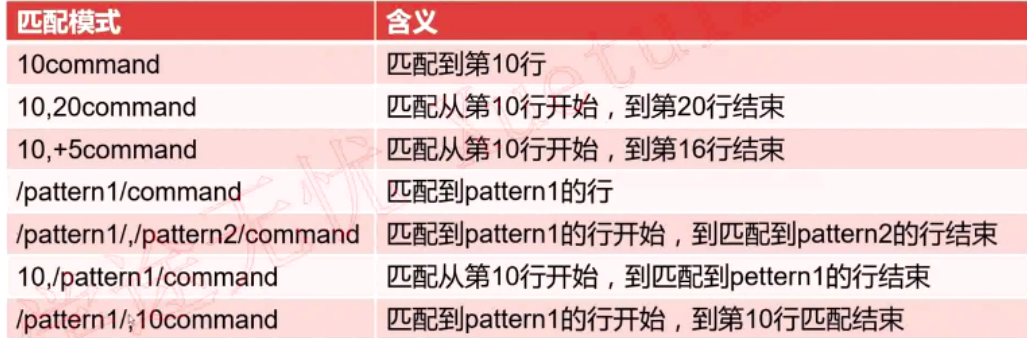 匹配模式 含义
10command 匹配到第10行
10,20command 匹配从第10行开始，到第20行结束
10,+5command 匹配从第10行开始，到第16行结束
/pattern1/command 匹配到pattern1的行
/pattern1/,/pattern2/command 匹配到pattern1的行开始，到匹配到pattern2的行结束
10,/pattern1/command 匹配从第10行开始，到匹配到pettern1的行结束
/pattern1/,10command 匹配到pattern1的行开始，到第10行匹配结束